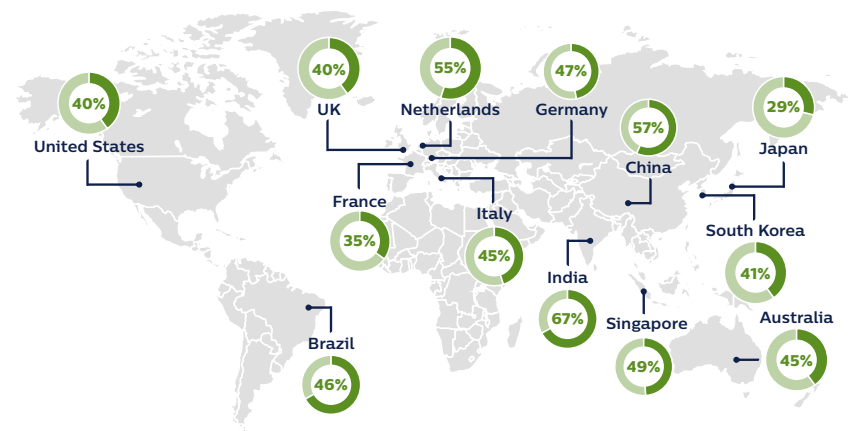 40%
United States
40%
UK
55%
Netherlands
47%
Germany
57%
China
29%
Japan
France
35%
Italy
45%
India
67%
South Korea
41%
Singapore
49%
Australia
45%
Brazil
46%